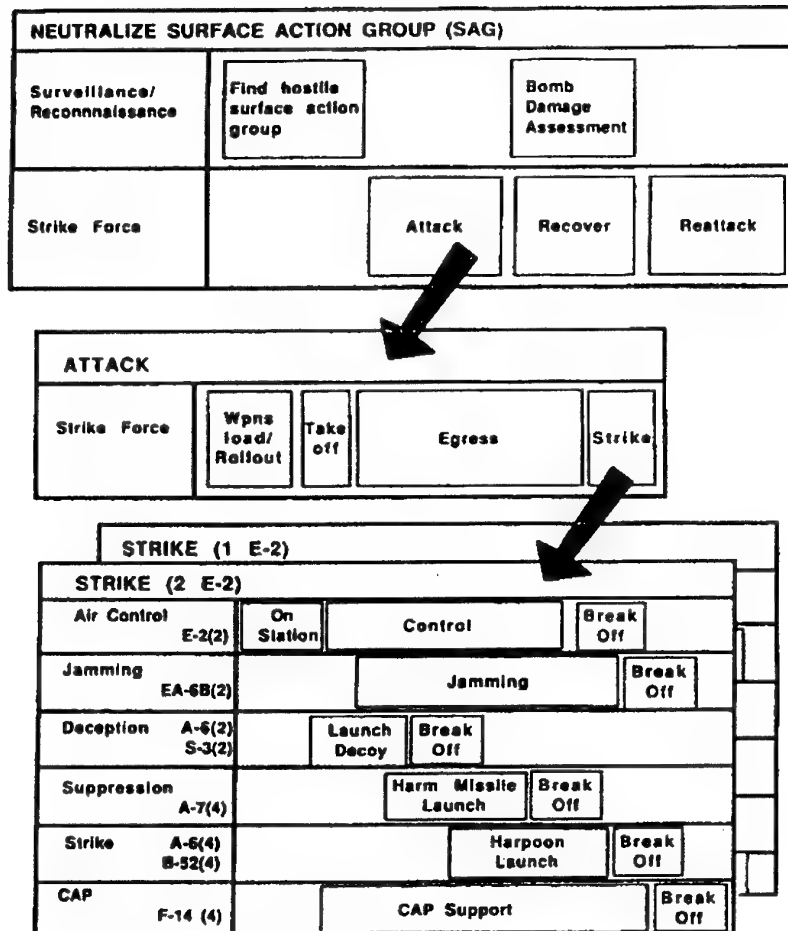 NEUTRALIZE SURFACE ACTION GROUP (SAG)
Surveillance/
Reconnnaissance
Find hostile
surface action
group
Bomb
Damage
Assessment
Strike Force
Attack
Recover
Reattack
ATTACK
Strike Force
Wpns
load/
Rollout
Take
off
Egress
Strike
STRIKE (1 E-2)
STRIKE (2 E-2)
Air Control
E-2(2)
On
Station
Control
Break
Off
Jamming
EA-6B(2)
Jamming
Break
Off
Deception A-6(2)
S-3(2)
Launch
Decoy
Break
Off
Suppression
A-7(4)
Harm Missile
Launch
Break
Off
Strike A-6(4)
B-52(4)
Harpoon
Launch
Break
Off
CAP
F-14 (4)
CAP Support
Break
Off